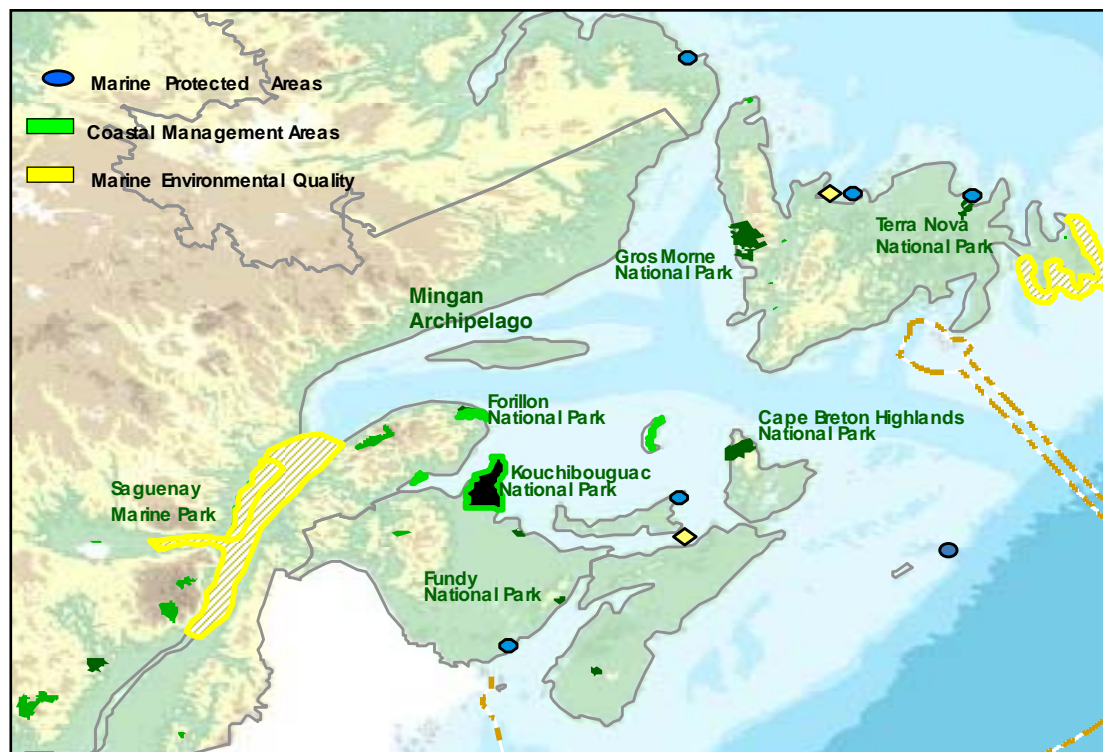 Marine Protected Areas
Coastal Management Areas
Marine Environmental Quality
Terra Nova
National Park
Gros Morne
National Park
Mingan
Archipelago
Forillon
National Park
Cape Breton Highlands
National Park
Kouchibouguac
National Park
Saguenay
Marine Park
Fundy
National Park